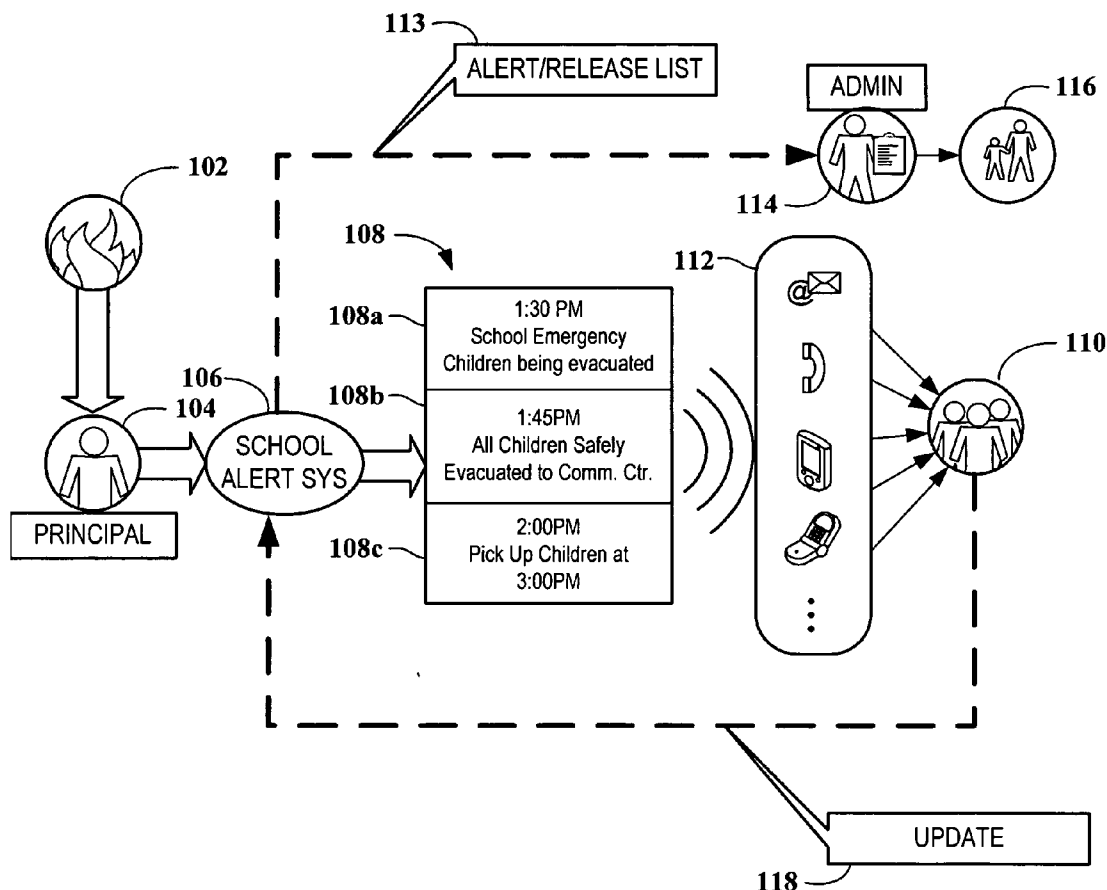 113
ALERT/RELEASE LIST
ADMIN
116
102
114
108
112
@
108a
1:30 PM
School Emergency
Children being evacuated
110
106
108b
104
1:45PM
All Children Safely
Evacuated to Comm. Ctr.
SCHOOL
ALERT SYS
PRINCIPAL
108c
2:00PM
Pick Up Children at
3:00PM
UPDATE
118